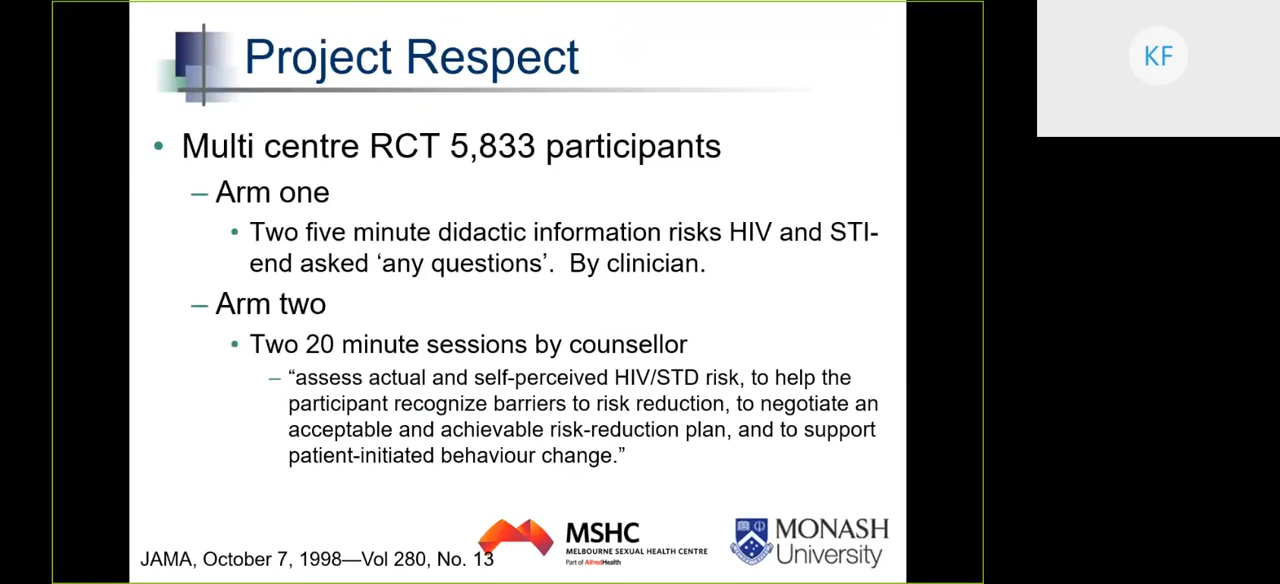 Project Respect
KF
• Multi centre RCT 5,833 participants
– Arm one
• Two five minute didactic information risks HIV and STI-
end asked ‘any questions’. By clinician.
– Arm two
• Two 20 minute sessions by counsellor
– “assess actual and self-perceived HIV/STD risk, to help the
participant recognize barriers to risk reduction, to negotiate an
acceptable and achievable risk-reduction plan, and to support
patient-initiated behaviour change.”
JAMA, October 7, 1998—Vol 280, No. 13
MSHC
MELBOURNE SEXUAL HEALTH CENTRE
Part of AlfredHealth
MONASH
University